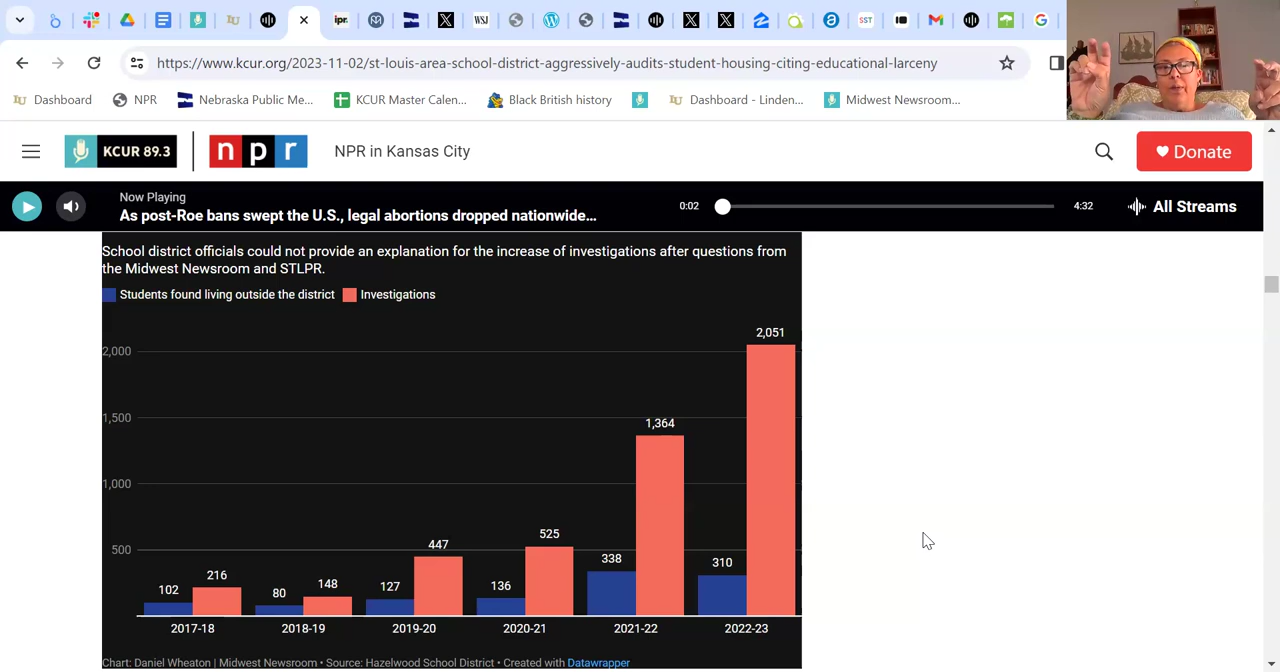 ipr.
WSJ
SST
https://www.kcur.org/2023-11-02/st-louis-area-school-district-aggressively-audits-student-housing-citing-educational-larceny
Dashboard
NPR
Nebraska Public Me...
KCUR Master Calen...
Black British history
Dashboard - Linden...
Midwest Newsroom...
KCUR 89.3
n p r
NPR in Kansas City
Donate
Now Playing
As post-Roe bans swept the U.S., legal abortions dropped nationwide...
0:02
4:32
All Streams
School district officials could not provide an explanation for the increase of investigations after questions from
the Midwest Newsroom and STLPR.
Students found living outside the district
Investigations
2,000
1,500
1,000
500
102
216
80
148
127
447
136
525
338
1,364
310
2,051
2017-18
2018-19
2019-20
2020-21
2021-22
2022-23
Chart: Daniel Wheaton | Midwest Newsroom • Source: Hazelwood School District • Created with Datawrapper